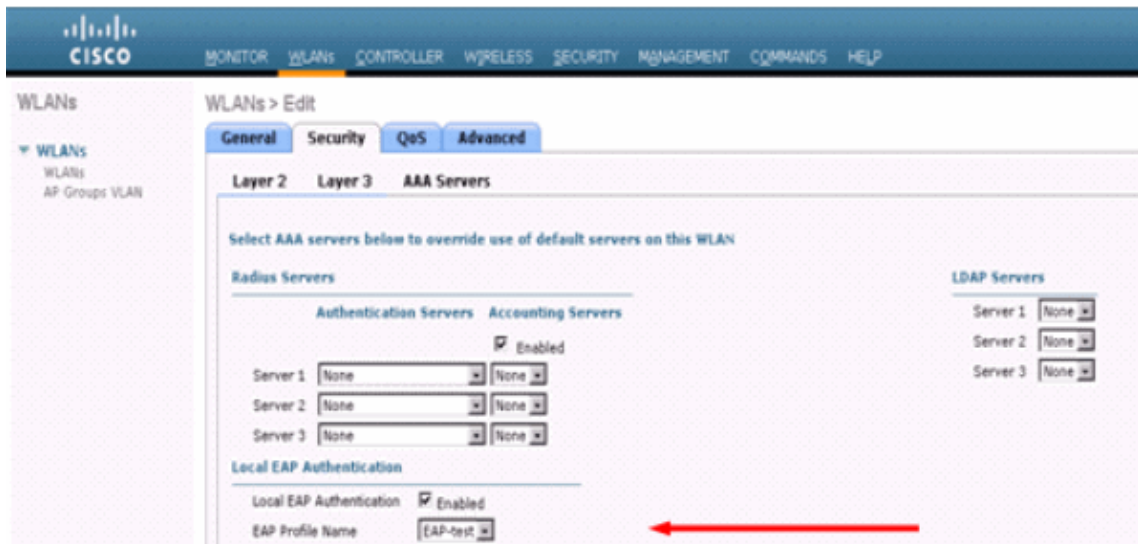 CISCO
MONITOR WLANs CONTROLLER WIRELESS SECURITY MANAGEMENT COMMANDS HELP
WLANs
WLANs
WLANs
AP Groups VLAN
WLANs > Edit
General Security QoS Advanced
Layer 2 Layer 3 AAA Servers
Select AAA servers below to override use of default servers on this WLAN
Radius Servers
Authentication Servers Accounting Servers
Enabled
Server 1 None None
Server 2 None None
Server 3 None None
Local EAP Authentication
Local EAP Authentication Enabled
EAP Profile Name EAP-test
LDAP Servers
Server 1 None
Server 2 None
Server 3 None